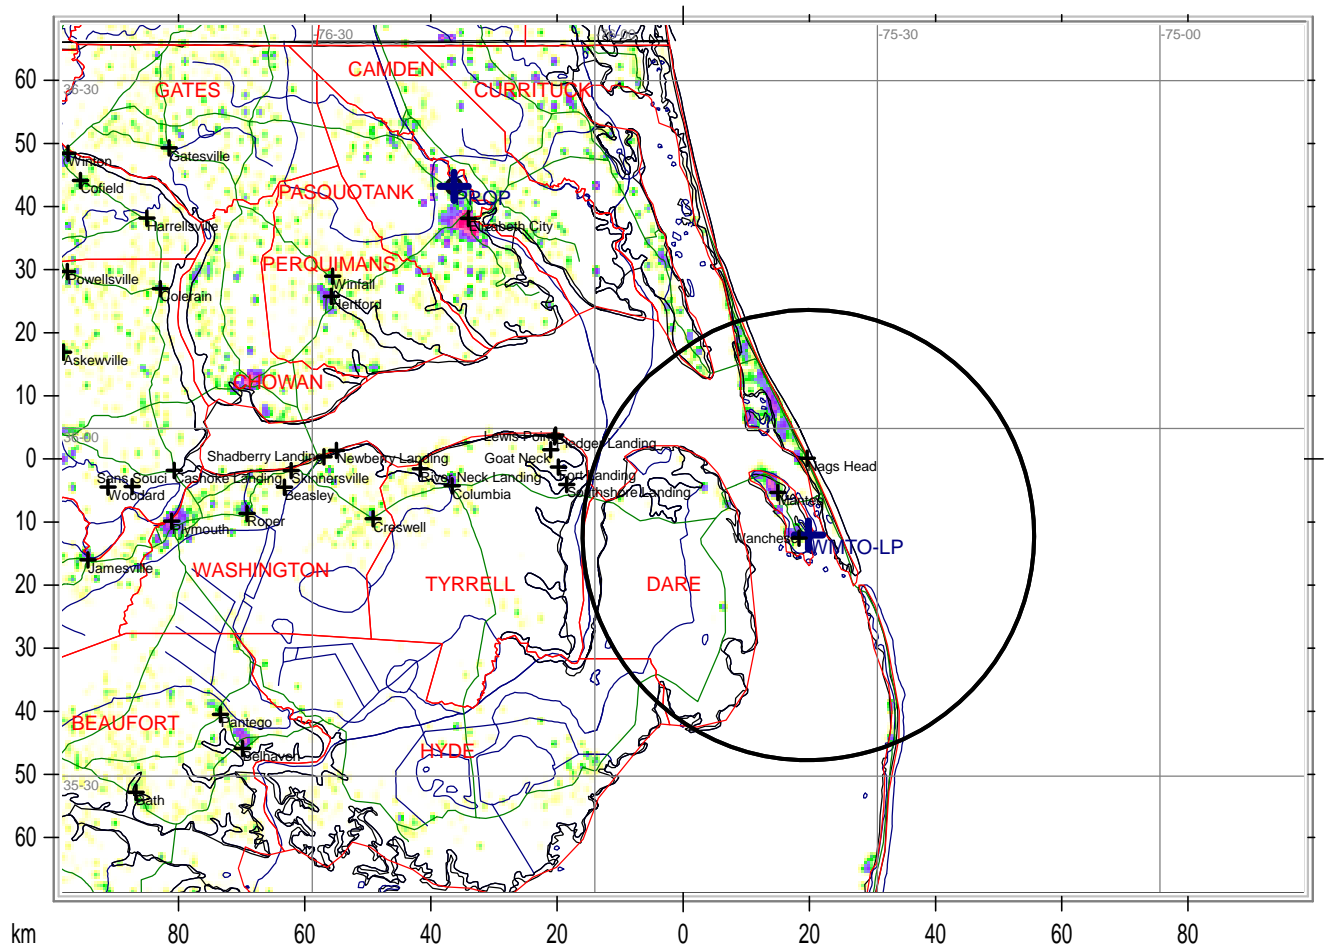 -76-30
-76-00
-75-30
-75-00
CAMDEN
60
36-30
GATES
CURRITUCK
50
Gatesville
Winton
Cofield
PASQUOTANK
PROP
40
Harrellsville
Elizabeth City
30
PERQUIMANS
Powellsville
Winfall
Colerain
Hertford
20
Askewville
CHOWAN
10
36-00
Lewis Point
Pledger Landing
0
Shadberry Landing
Newberry Landing
Goat Neck
Nags Head
Sans Souci
Cashoke Landing
Skinnersville
River Neck Landing
Fort Landing
Woodard
Beasley
Columbia
Southshore Landing
Manteo
10
Plymouth
Roper
Creswell
Wanchese
WMTO-LP
Jamesville
WASHINGTON
TYRRELL
DARE
20
30
40
BEAUFORT
Pantego
HYDE
Belhaven
50
35-30
Bath
60
km
80
60
40
20
0
20
40
60
80